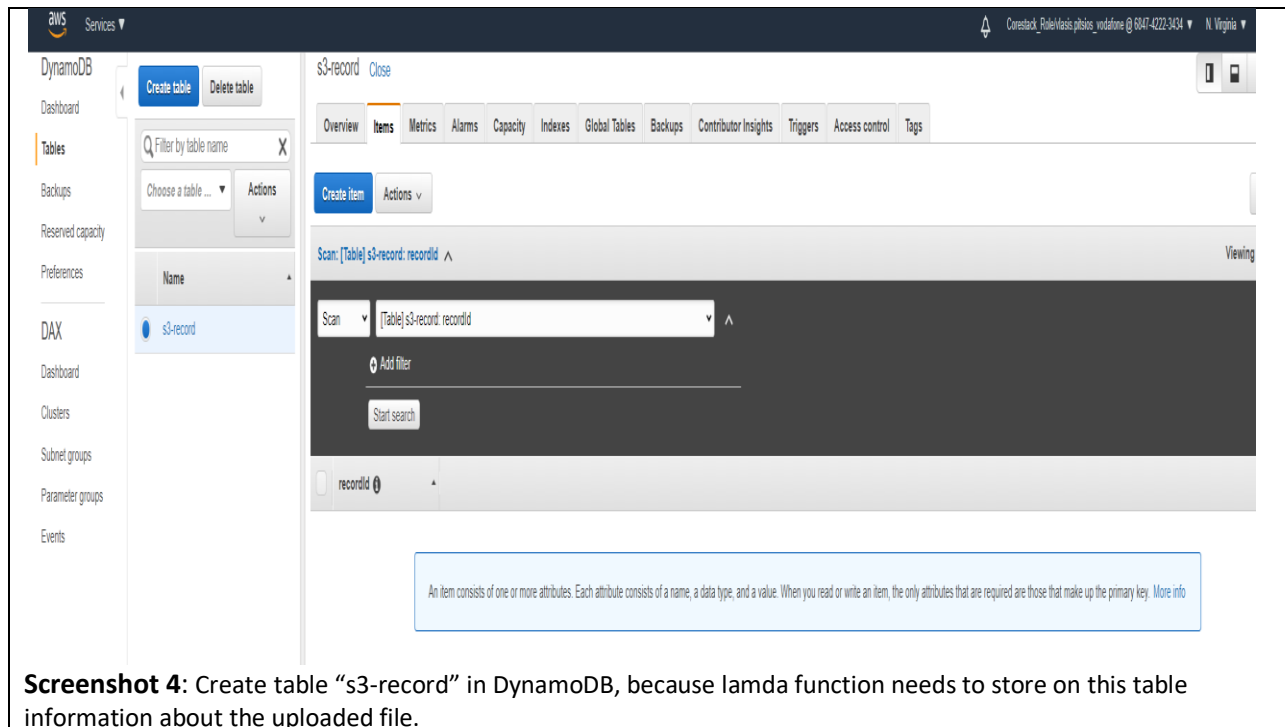 aws Services ▼ Corestack_Role/vlasis.pitsios_vodafone @ 6847-4222-3434 ▼ N. Virginia ▼
DynamoDB
Dashboard
Tables
Backups
Reserved capacity
Preferences
DAX
Dashboard
Clusters
Subnet groups
Parameter groups
Events
Create table Delete table
Filter by table name X
Choose a table ... ▼ Actions
Name
s3-record
s3-record Close
Overview Items Metrics Alarms Capacity Indexes Global Tables Backups Contributor Insights Triggers Access control Tags
Create item Actions
Scan: [Table] s3-record: recordId Viewing
Scan [Table] s3-record: recordId
Add filter
Start search
recordId
An item consists of one or more attributes. Each attribute consists of a name, a data type, and a value. When you read or write an item, the only attributes that are required are those that make up the primary key. More info
Screenshot 4: Create table “s3-record” in DynamoDB, because lamda function needs to store on this table
information about the uploaded file.